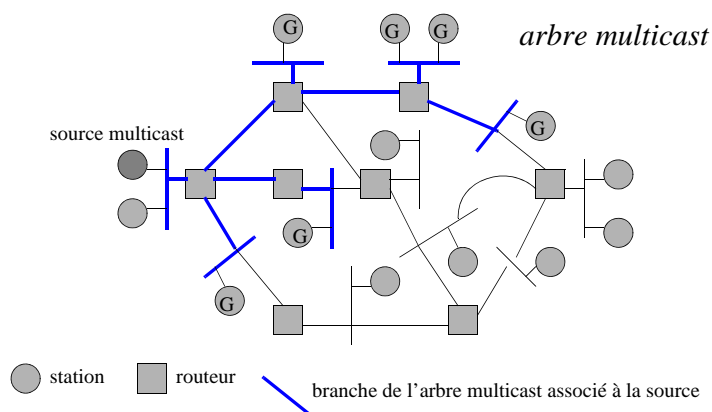 G
G
G
arbre multicast
G
source multicast
G
G
station
routeur
branche de l'arbre multicast associé à la source